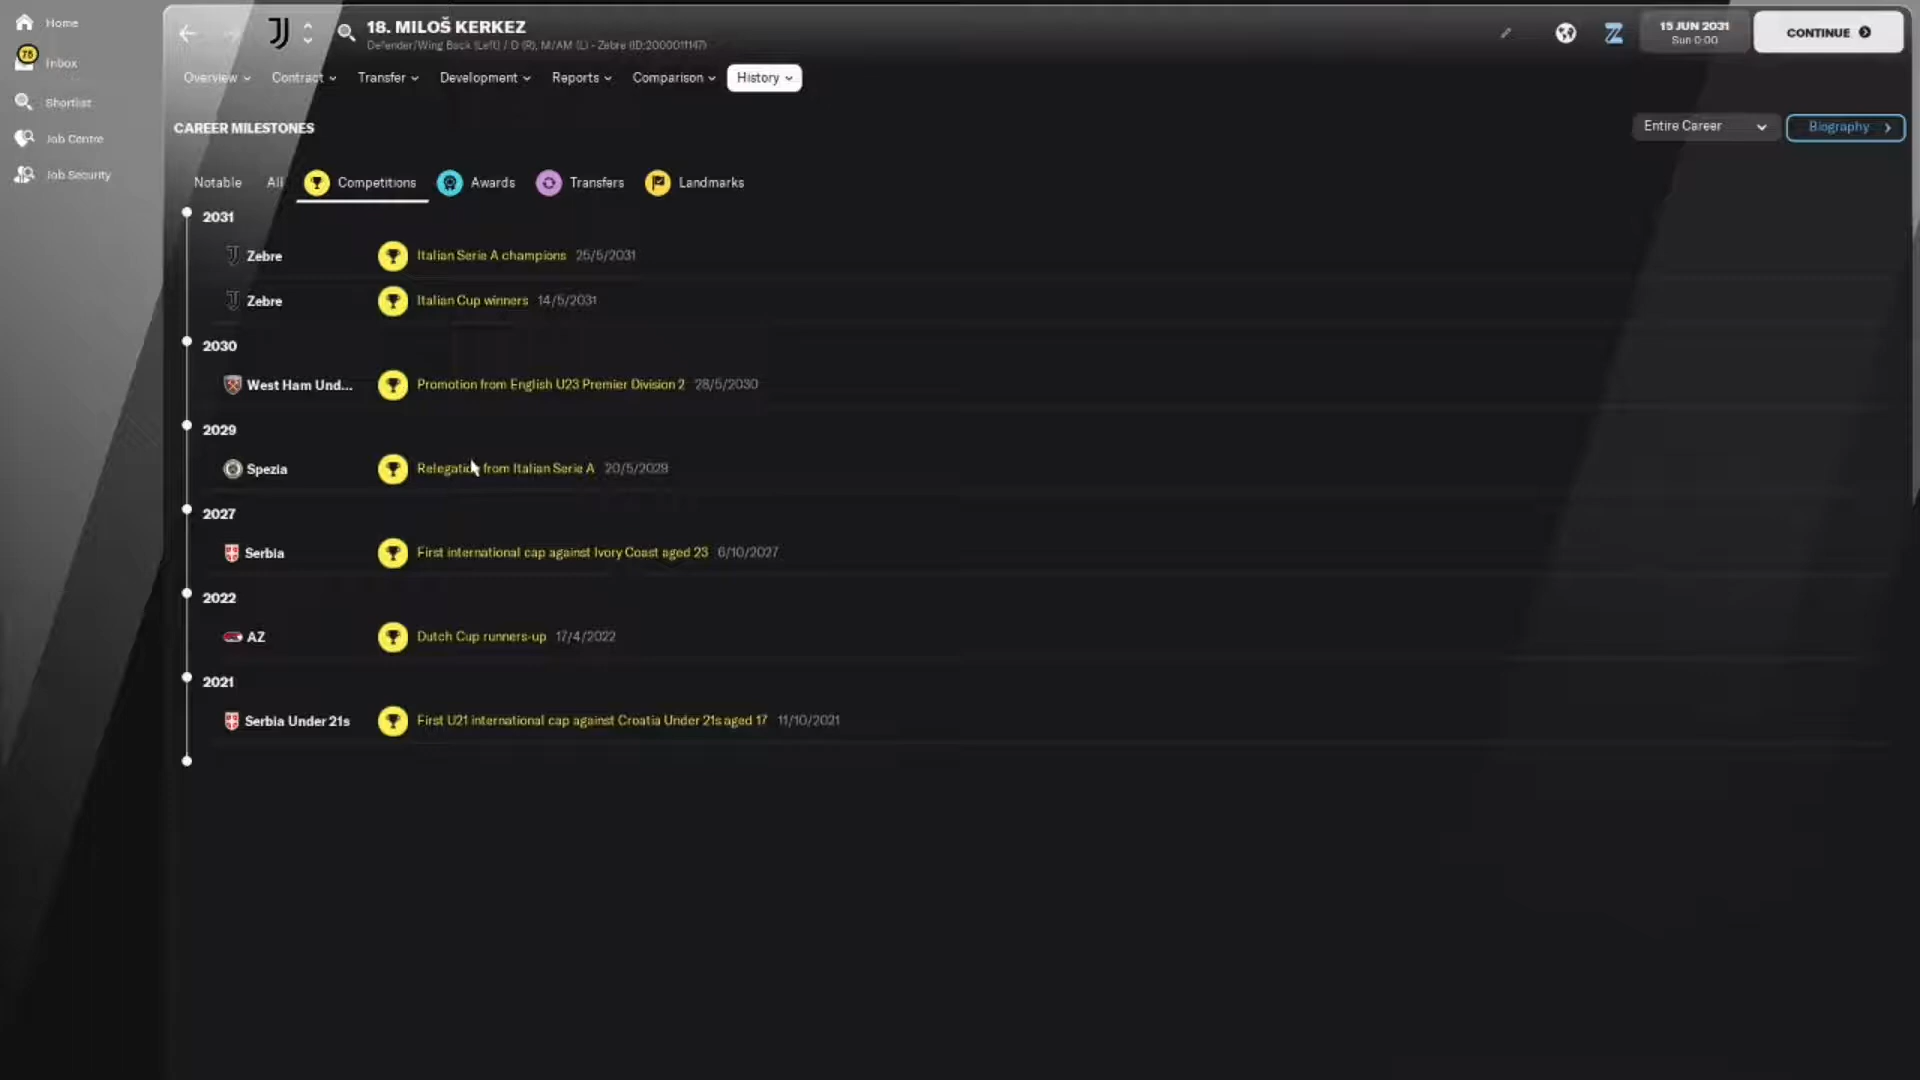 Home
18. MILOŠ KERKEZ
15 JUN 2031
Sun 0:00
CONTINUE
Defender/Wing Back (Left) / D (R), M/AM (L) - Zebre (ID:2000011147)
75
Inbox
Overview
Contract
Transfer
Development
Reports
Comparison
History
Shortlist
CAREER MILESTONES
Entire Career
Biography
Job Centre
Job Security
Notable
All
Competitions
Awards
Transfers
Landmarks
2031
Zebre
Italian Serie A champions 25/5/2031
Zebre
Italian Cup winners 14/5/2031
2030
West Ham Und...
Promotion from English U23 Premier Division 2 28/5/2030
2029
Spezia
Relegation from Italian Serie A 20/5/2029
2027
Serbia
First international cap against Ivory Coast aged 23 6/10/2027
2022
AZ
Dutch Cup runners-up 17/4/2022
2021
Serbia Under 21s
First U21 international cap against Croatia Under 21s aged 17 11/10/2021